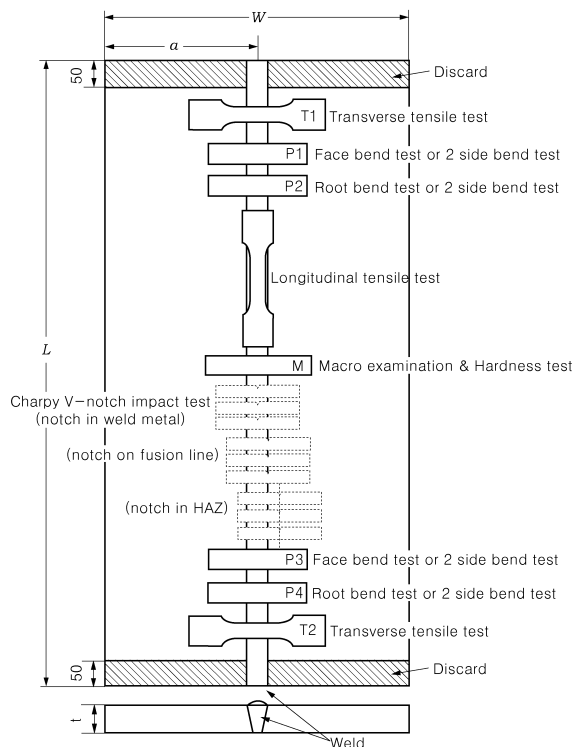 W
a
50
Discard
T1 Transverse tensile test
P1 Face bend test or 2 side bend test
P2 Root bend test or 2 side bend test
Longitudinal tensile test
L
M Macro examination & Hardness test
Charpy V-notch impact test
(notch in weld metal)
(notch on fusion line)
(notch in HAZ)
P3 Face bend test or 2 side bend test
P4 Root bend test or 2 side bend test
T2 Transverse tensile test
50
Discard
t
Weld